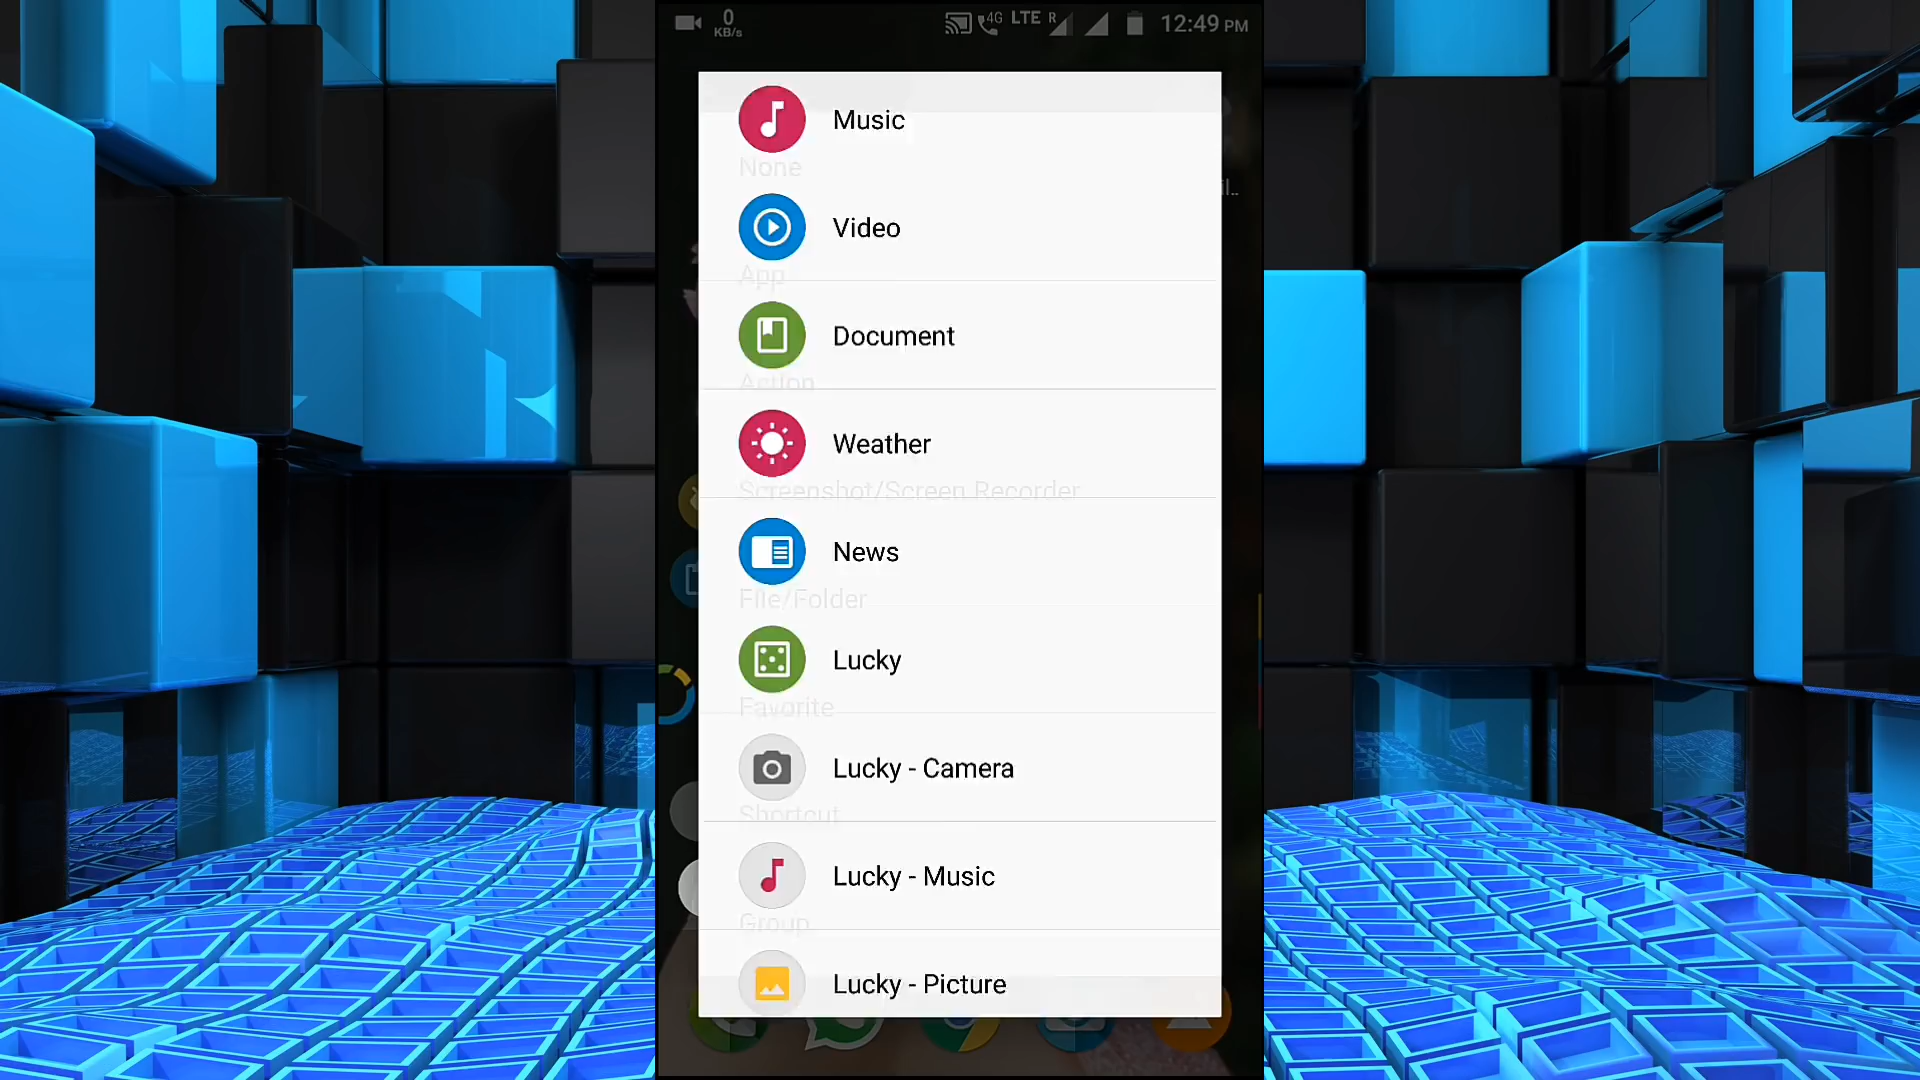 0
KB/s
4G LTE R
12:49 PM
Music
None
Video
App
Document
Action
Weather
Screenshot/Screen Recorder
News
File/Folder
Lucky
Favorite
Lucky - Camera
Shortcut
Lucky - Music
Group
Lucky - Picture